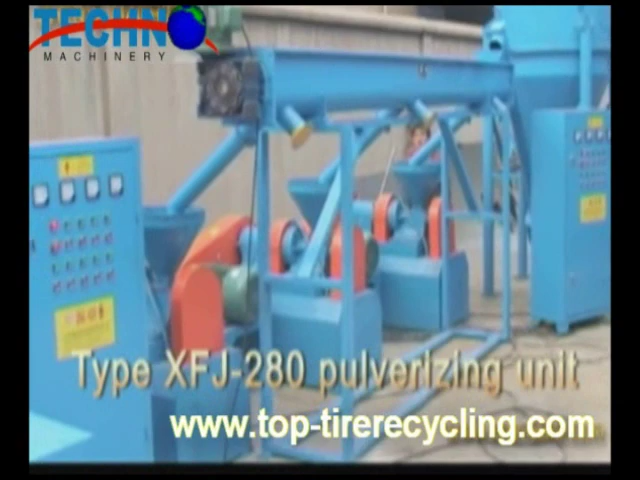 TECHNO
MACHINERY
Type XFJ-280 pulverizing unit
www.top-tirerecycling.com